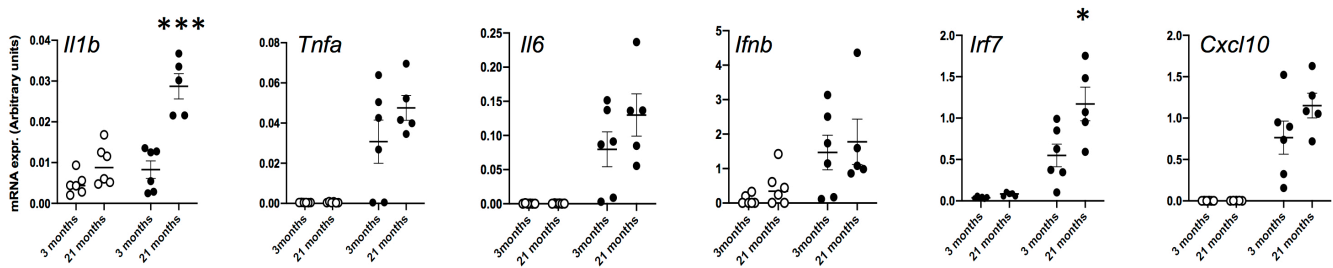 ***
Il1b
mRNA expr. (Arbitrary units)
0.04
0.03
0.02
0.01
0.00
3 months
21 months
3 months
21 months
Tnfa
0.08
0.06
0.04
0.02
0.00
3months
21 months
3months
21 months
Il6
0.25
0.20
0.15
0.10
0.05
0.00
3 months
21 months
3 months
21 months
Ifnb
5
4
3
2
1
0
3months
21 months
3months
21 months
*
Irf7
2.0
1.5
1.0
0.5
0.0
3 months
21 months
3 months
21 months
Cxcl10
2.0
1.5
1.0
0.5
0.0
3 months
21 months
3 months
21 months